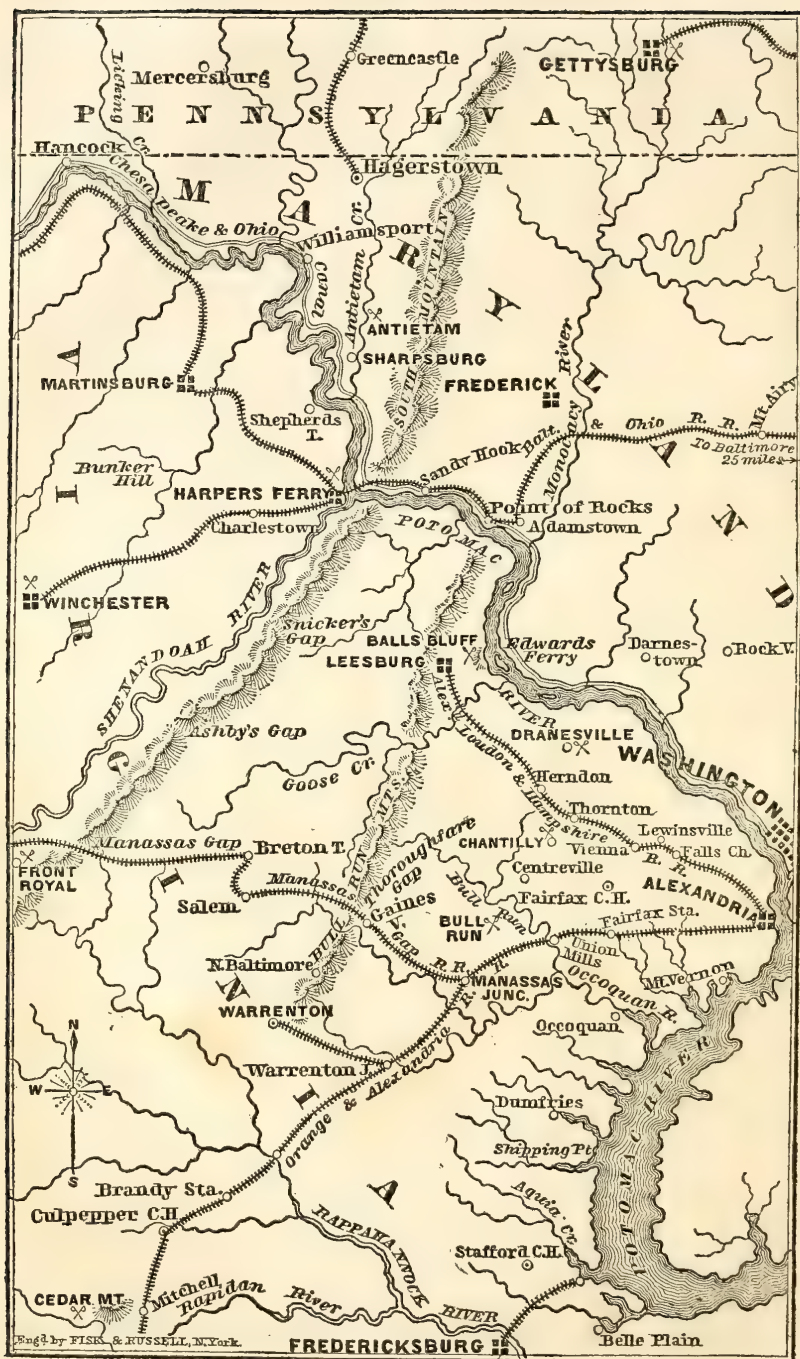 Greencastle
GETTYSBURG
Mercersburg
Licking Cr.
PENNSYLVANIA
Hancock
Hagerstown
Chesapeake & Ohio
canal
MARYLAND
Williamsport
Antietam Cr.
SOUTH MOUNTAIN
ANTIETAM
SHARPSBURG
MARTINSBURG
FREDERICK
Monocacy River
Shepherds
T.
Balt. & Ohio R. R.
Mt. Airy
To Baltimore
25 miles
Bunker
Hill
Sandy Hook
HARPERS FERRY
Charlestown
Point of Rocks
Adamstown
POTOMAC
RIVER
WINCHESTER
VIRGINIA
SHENANDOAH RIVER
Snicker's
Gap
BALLS BLUFF
LEESBURG
Edwards
Ferry
Darnes-
town
Rock V.
Ashby's Gap
Goose Cr.
DRANESVILLE
WASHINGTON
Alex. Loudon & Hampshire R. R.
Herndon
Thornton
Lewinsville
CHANTILLY
Vienna
Falls Ch.
Manassas Gap
Breton T.
FRONT
ROYAL
BULL RUN MTS.
Thoroughfare
Gap
Centreville
Fairfax C.H.
ALEXANDRIA
Salem
Manassas Gap R R.
Gaines
V.
Bull Run
BULL
RUN
Fairfax Sta.
Union
Mills
N. Baltimore
MANASSAS
JUNC.
Occoquan R.
Mt. Vernon
WARRENTON
Occoquan
Warrenton J.
Orange & Alexandria R. R.
POTOMAC RIVER
N
W
E
S
Dumfries
Shipping Pt.
Brandy Sta.
Culpepper C.H
Aquia Cr.
RAPPAHANNOCK
RIVER
Stafford C.H.
CEDAR MT.
Mitchell
Rapidan River
FREDERICKSBURG
Belle Plain
Engd. by FISK & RUSSELL, N.York.